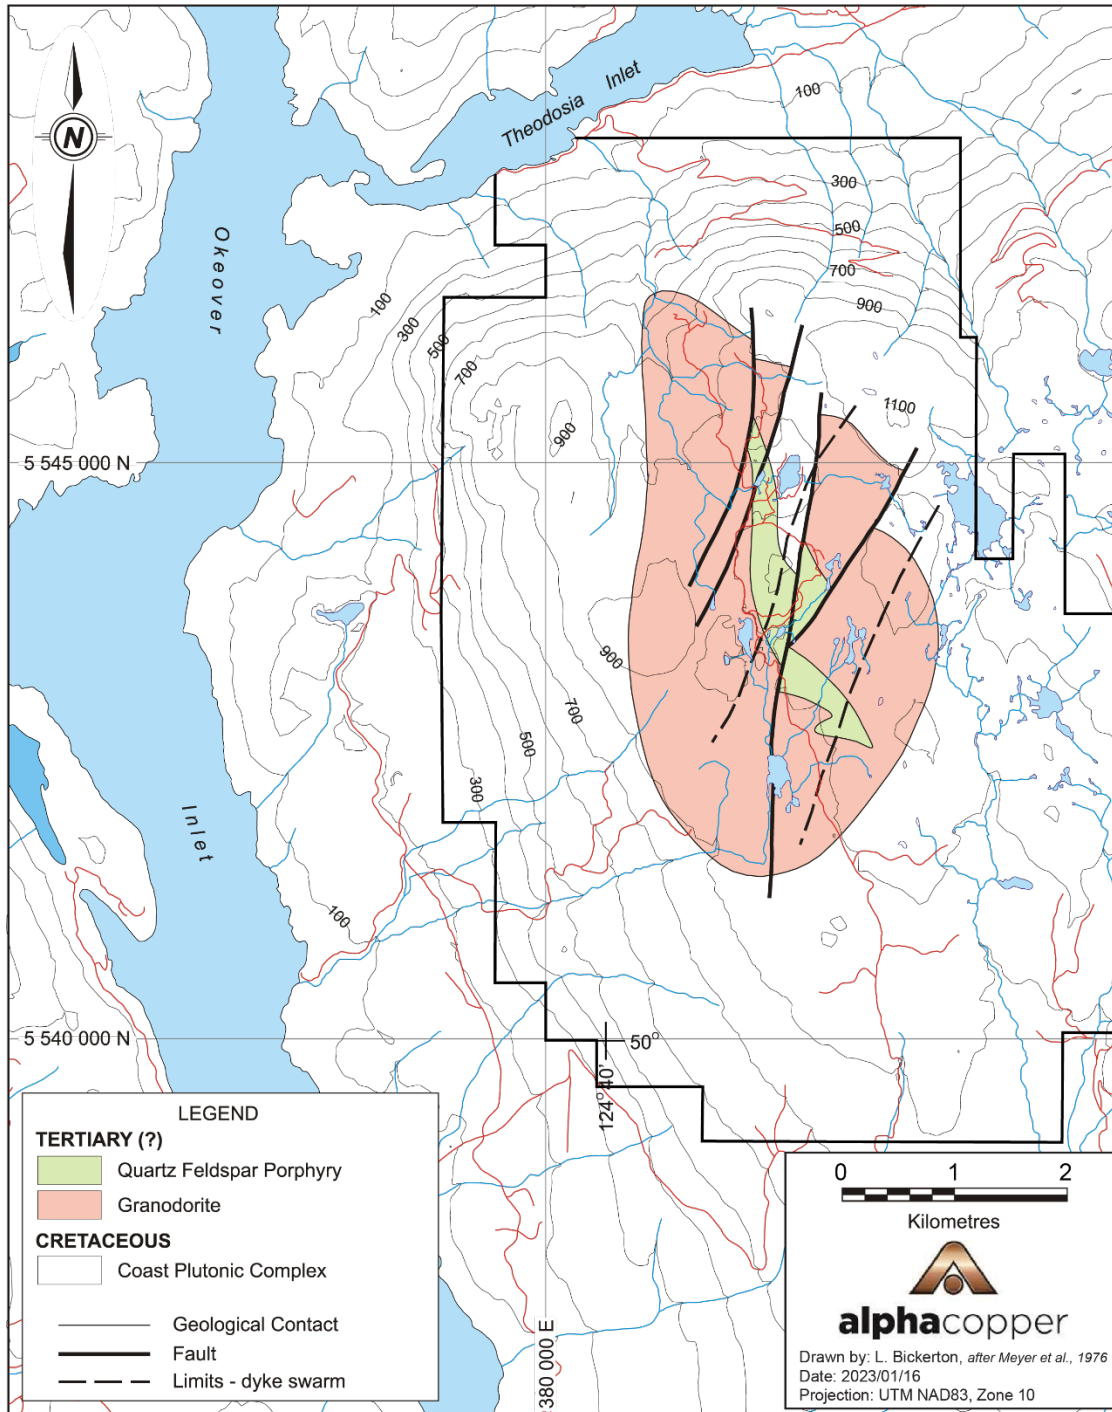 Theodosia Inlet
100
N
300
500
Okeover
700
100
900
300
500
700
1100
900
5 545 000 N
900
700
500
300
Inlet
100
5 540 000 N
50°
124°40'
380 000 E
LEGEND
TERTIARY (?)
Quartz Feldspar Porphyry
Granodorite
CRETACEOUS
Coast Plutonic Complex
Geological Contact
Fault
Limits - dyke swarm
0 1 2
Kilometres
alphacopper
Drawn by: L. Bickerton, after Meyer et al., 1976
Date: 2023/01/16
Projection: UTM NAD83, Zone 10